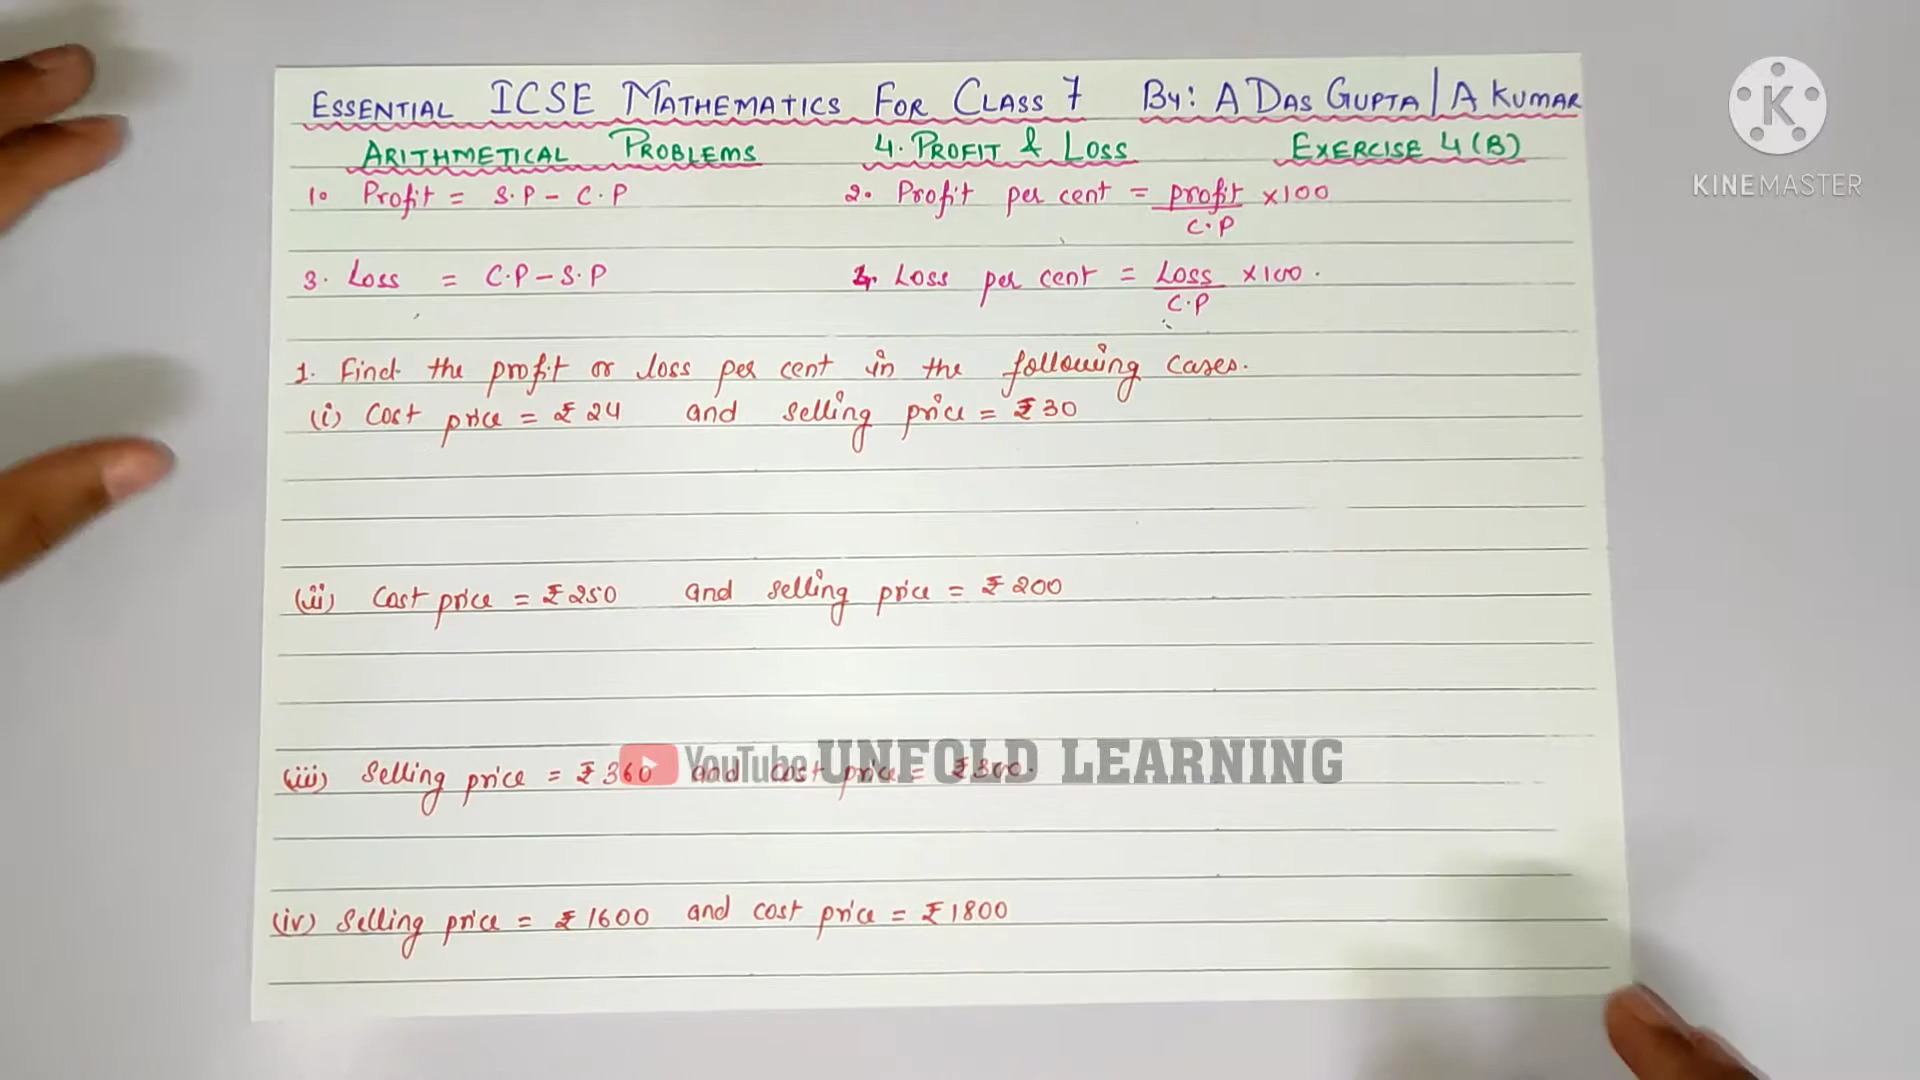 ESSENTIAL ICSE MATHEMATICS FOR CLASS 7 BY: A DAS GUPTA | A KUMAR
ARITHMETICAL PROBLEMS 4. PROFIT & LOSS EXERCISE 4(B)
KINEMASTER
1. Profit = S.P - C.P 2. Profit per cent = profit/C.P ×100
3. Loss = C.P - S.P 4. Loss per cent = Loss/C.P ×100.
1. Find the profit or loss per cent in the following cases.
(i) Cost price = ₹ 24 and selling price = ₹ 30
(ii) Cost price = ₹ 250 and selling price = ₹ 200
(iii) Selling price = ₹ 360 and cost price = ₹ 300.
YouTube UNFOLD LEARNING
(iv) Selling price = ₹ 1600 and cost price = ₹ 1800